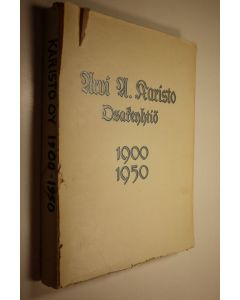 Arvi A. Karisto
Osakeyhtiö
1900
1950
KARISTO OY 1900-1950